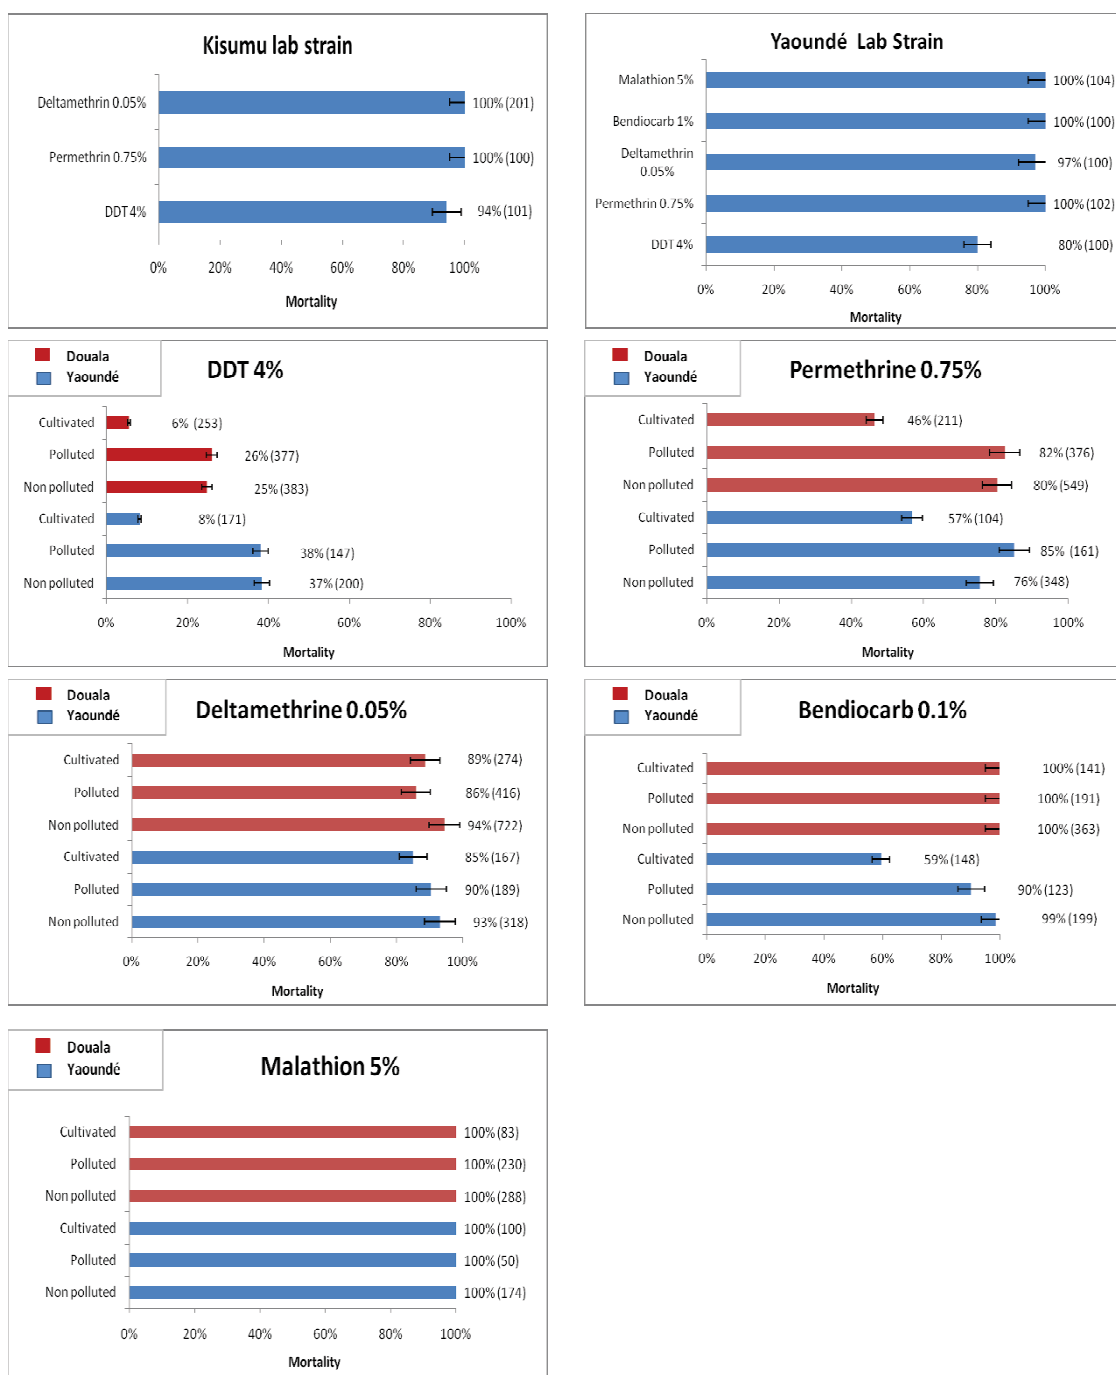 Kisumu lab strain
Deltamethrin 0.05%
100% (201)
Permethrin 0.75%
100% (100)
DDT 4%
94% (101)
0% 20% 40% 60% 80% 100%
Mortality
Yaoundé Lab Strain
Malathion 5%
100% (104)
Bendiocarb 1%
100% (100)
Deltamethrin
0.05%
97% (100)
Permethrin 0.75%
100% (102)
DDT 4%
80% (100)
0% 20% 40% 60% 80% 100%
Mortality
Douala
Yaoundé
DDT 4%
Cultivated
6% (253)
Polluted
26% (377)
Non polluted
25% (383)
Cultivated
8% (171)
Polluted
38% (147)
Non polluted
37% (200)
0% 20% 40% 60% 80% 100%
Mortality
Douala
Yaoundé
Permethrine 0.75%
Cultivated
46% (211)
Polluted
82% (376)
Non polluted
80% (549)
Cultivated
57% (104)
Polluted
85% (161)
Non polluted
76% (348)
0% 20% 40% 60% 80% 100%
Mortality
Douala
Yaoundé
Deltamethrine 0.05%
Cultivated
89% (274)
Polluted
86% (416)
Non polluted
94% (722)
Cultivated
85% (167)
Polluted
90% (189)
Non polluted
93% (318)
0% 20% 40% 60% 80% 100%
Mortality
Douala
Yaoundé
Bendiocarb 0.1%
Cultivated
100% (141)
Polluted
100% (191)
Non polluted
100% (363)
Cultivated
59% (148)
Polluted
90% (123)
Non polluted
99% (199)
0% 20% 40% 60% 80% 100%
Mortality
Douala
Yaoundé
Malathion 5%
Cultivated
100% (83)
Polluted
100% (230)
Non polluted
100% (288)
Cultivated
100% (100)
Polluted
100% (50)
Non polluted
100% (174)
0% 20% 40% 60% 80% 100%
Mortality